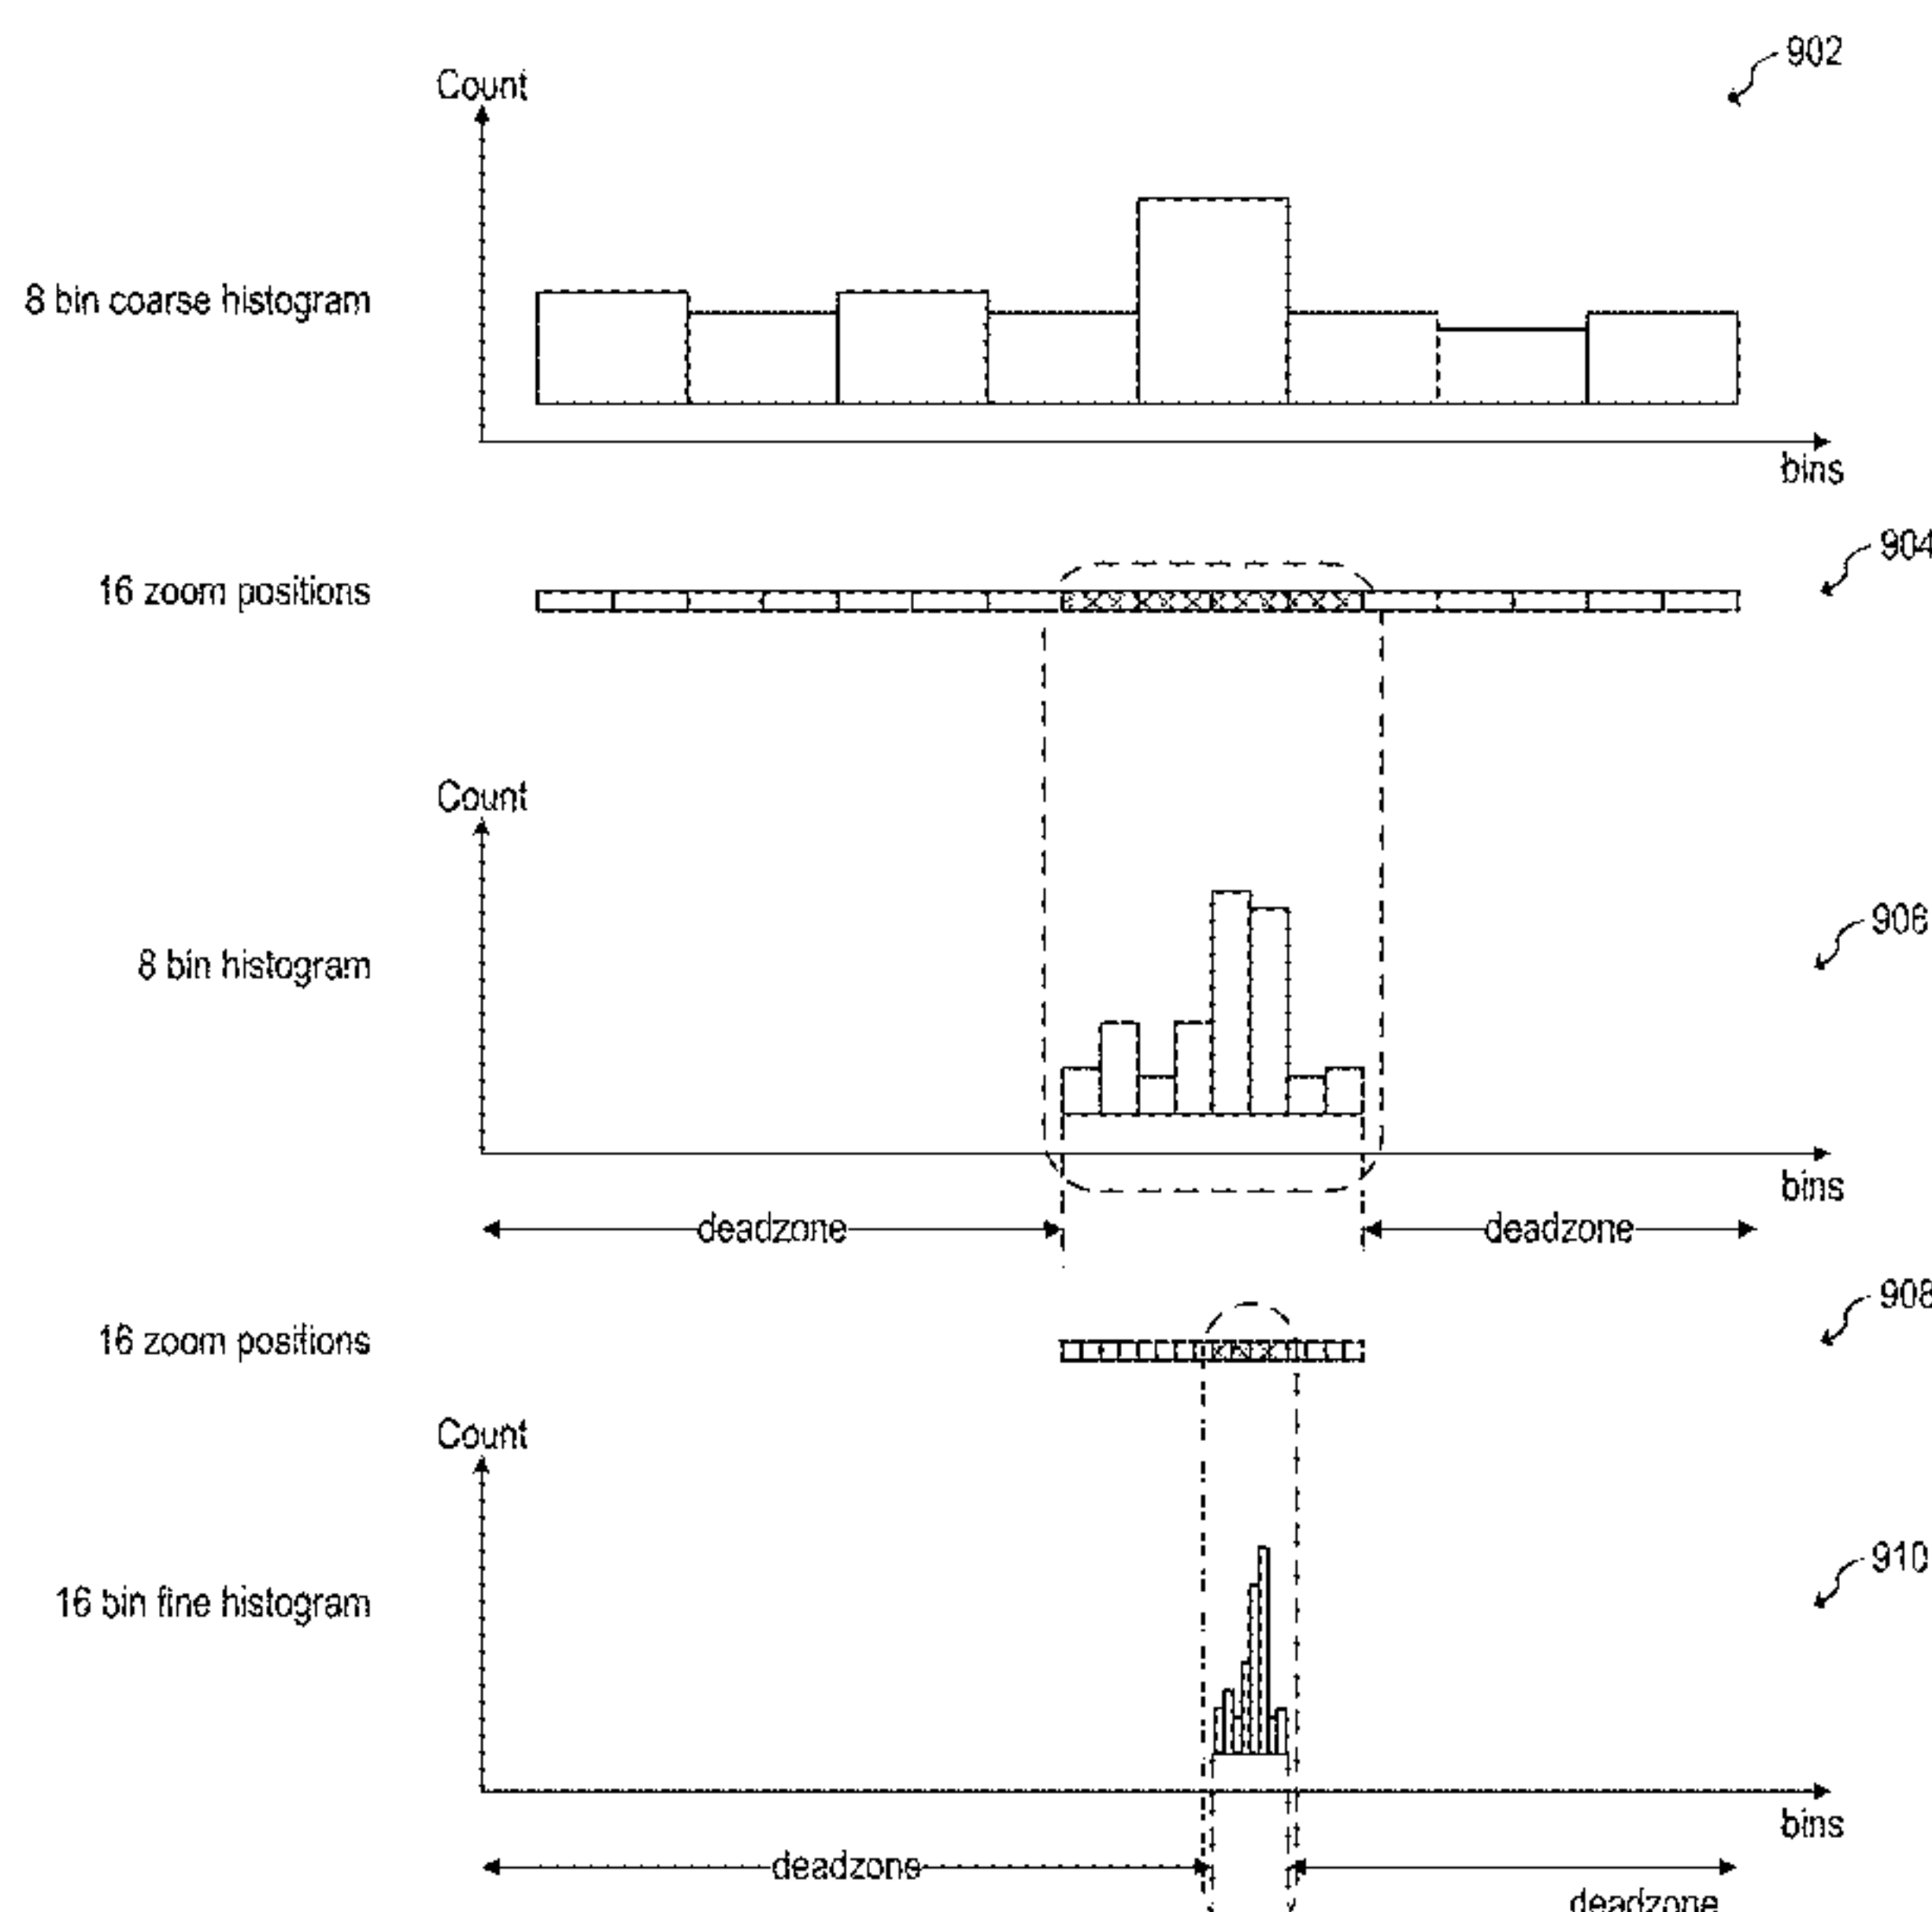 902
Count
8 bin coarse histogram
bins
904
16 zoom positions
Count
906
8 bin histogram
bins
deadzone deadzone
908
16 zoom positions
Count
910
16 bin fine histogram
bins
deadzone
deadzone